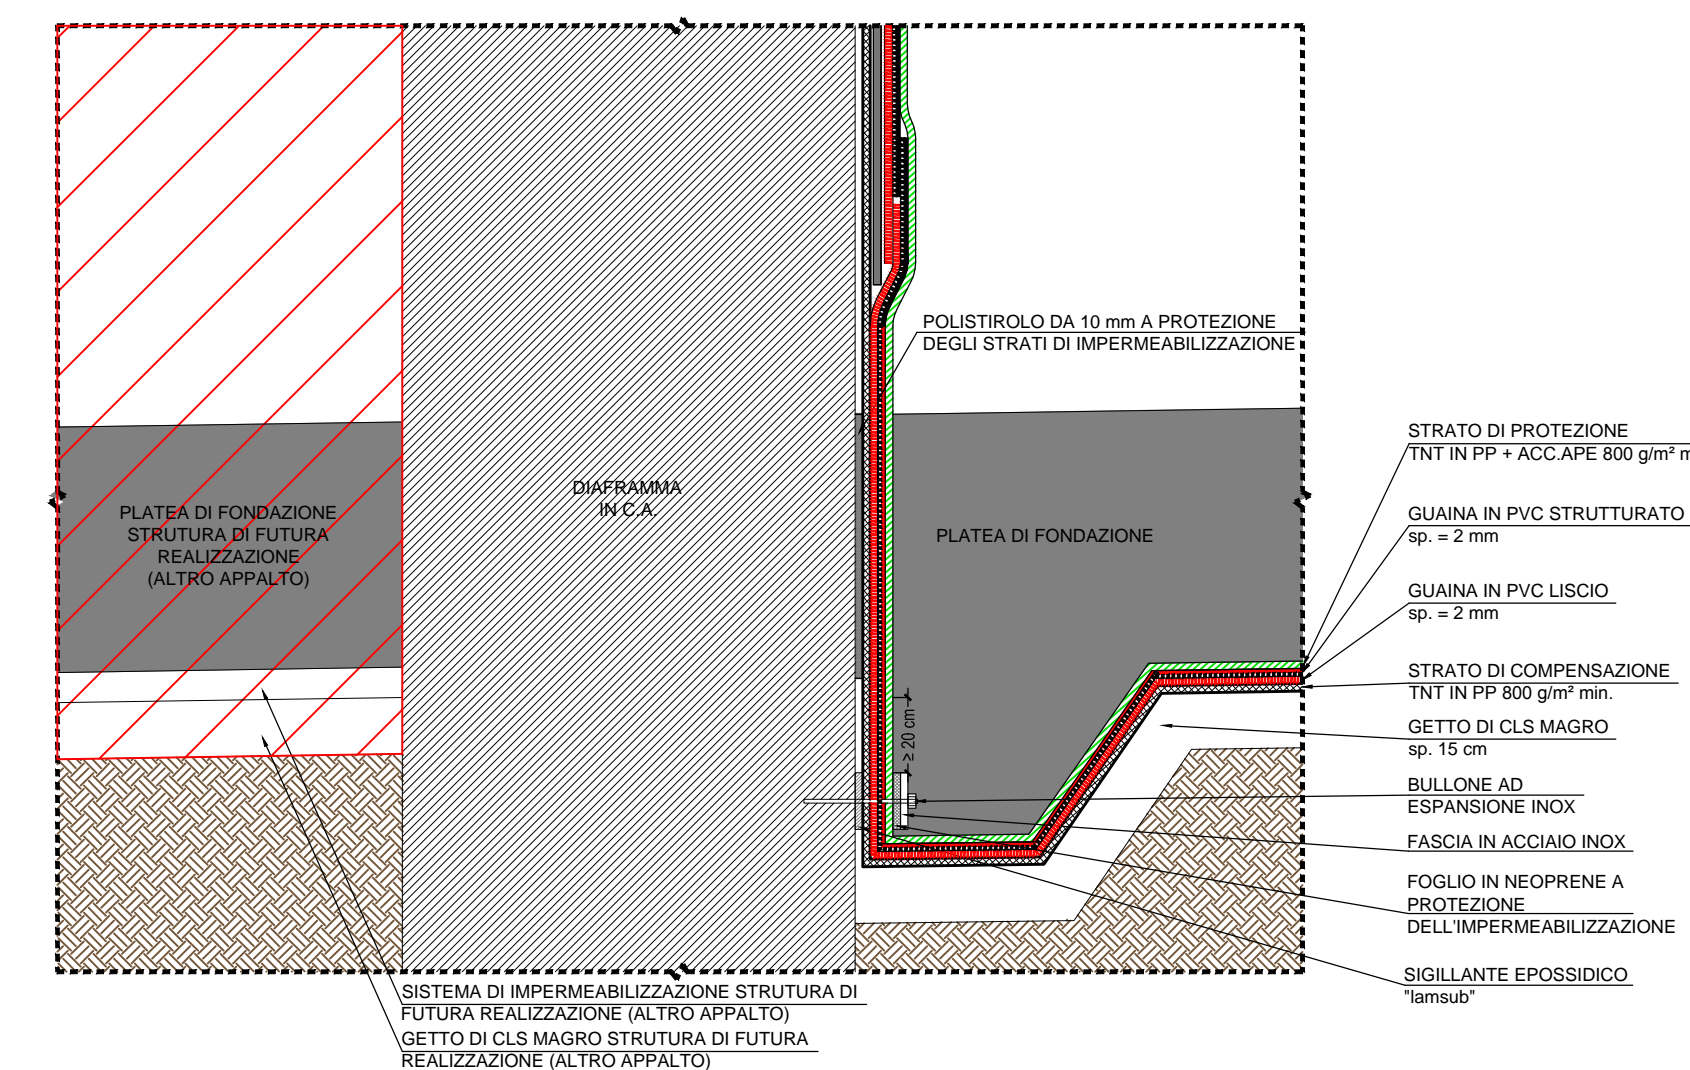 POLISTIROLO DA 10 mm A PROTEZIONE
DEGLI STRATI DI IMPERMEABILIZZAZIONE
STRATO DI PROTEZIONE
TNT IN PP + ACC.APE 800 g/m²
DIAFRAMMA
IN C.A.
PLATEA DI FONDAZIONE
STRUTURA DI FUTURA
REALIZZAZIONE
(ALTRO APPALTO)
PLATEA DI FONDAZIONE
GUAINA IN PVC STRUTTURATO
sp. = 2 mm
GUAINA IN PVC LISCIO
sp. = 2 mm
STRATO DI COMPENSAZIONE
TNT IN PP 800 g/m² min.
≥ 20 cm
GETTO DI CLS MAGRO
sp. 15 cm
BULLONE AD
ESPANSIONE INOX
FASCIA IN ACCIAIO INOX
FOGLIO IN NEOPRENE A
PROTEZIONE
DELL'IMPERMEABILIZZAZIONE
SIGILLANTE EPOSSIDICO
"lamsub"
SISTEMA DI IMPERMEABILIZZAZIONE STRUTURA DI
FUTURA REALIZZAZIONE (ALTRO APPALTO)
GETTO DI CLS MAGRO STRUTURA DI FUTURA
REALIZZAZIONE (ALTRO APPALTO)